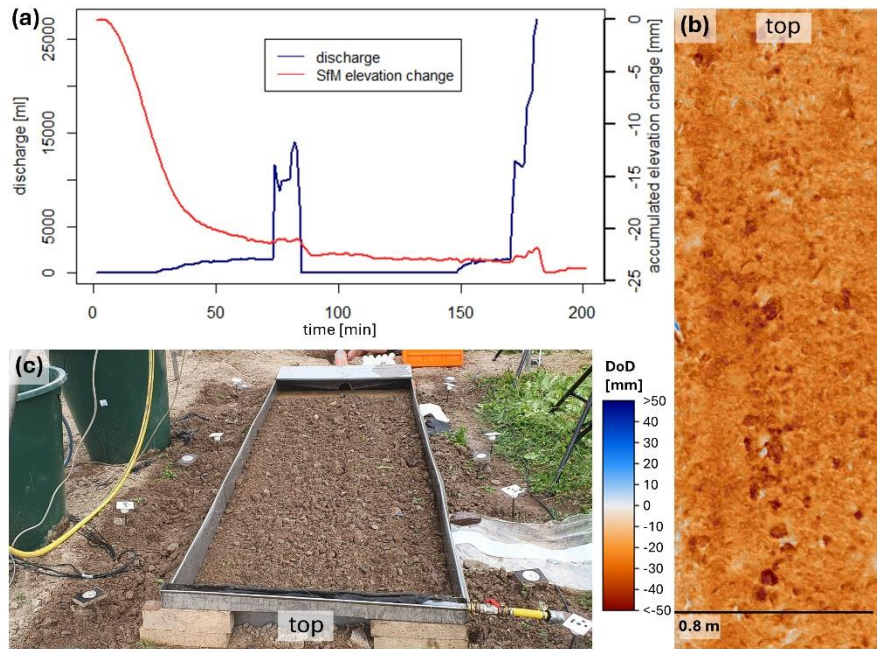 (a)
discharge
SfM elevation change
discharge [ml]
25000
15000
5000
0
0
-5
-10
-15
-20
-25
accumulated elevation change [mm]
0
50
100
150
200
time [min]
(b)
top
(c)
top
DoD
[mm]
>50
40
30
20
10
0
-10
-20
-30
-40
<-50
0.8 m